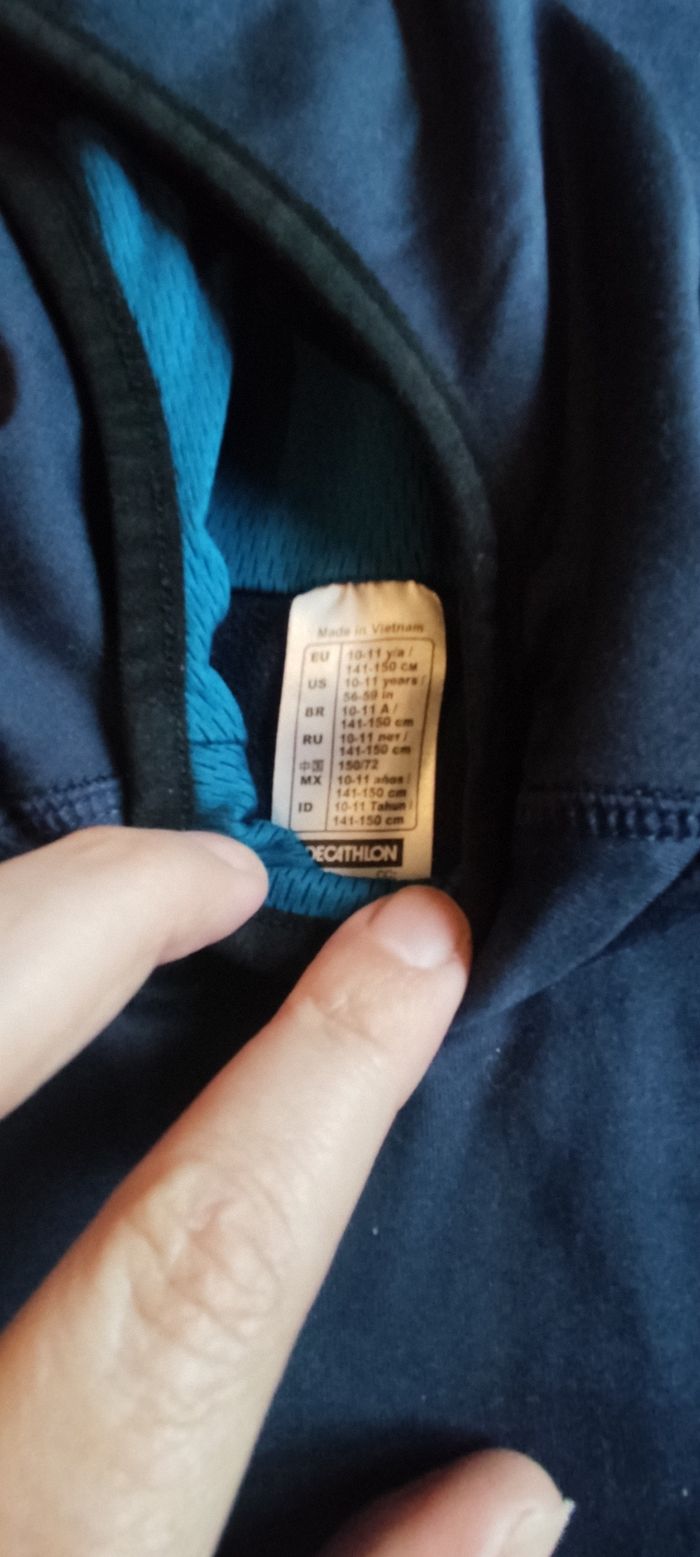 Made in Vietnam
EU 10-11 y/a /
141-150 см
US 10-11 years /
56-59 in
BR 10-11 A /
141-150 cm
RU 10-11 лет /
141-150 cm
中国 150/72
MX 10-11 años /
141-150 cm
ID 10-11 Tahun /
141-150 cm
DECATHLON